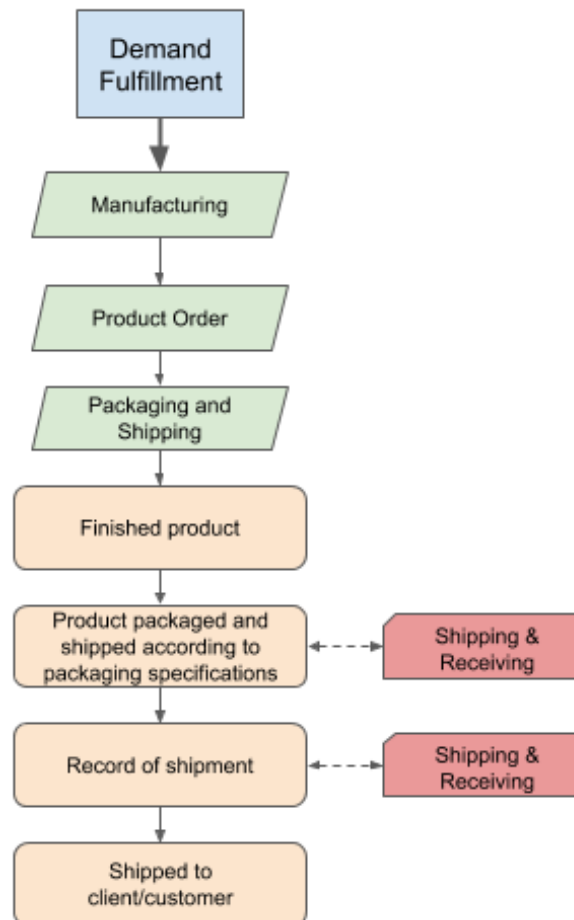 Demand
Fulfillment
Manufacturing
Product Order
Packaging and
Shipping
Finished product
Product packaged and
shipped according to
packaging specifications
Shipping &
Receiving
Record of shipment
Shipping &
Receiving
Shipped to
client/customer